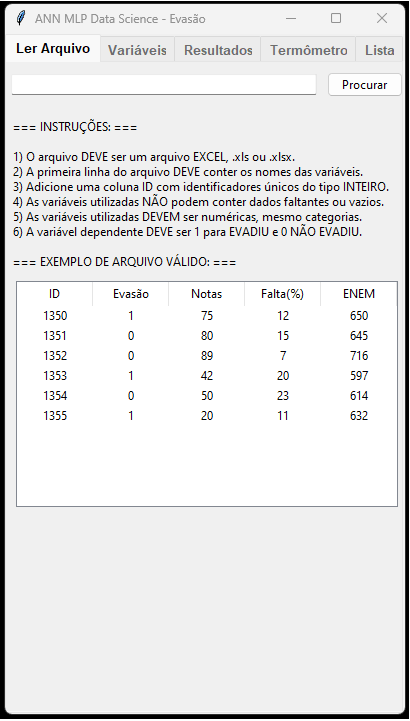 ANN MLP Data Science - Evasão
Ler Arquivo Variáveis Resultados Termômetro Lista
Procurar
=== INSTRUÇÕES: ===
1) O arquivo DEVE ser um arquivo EXCEL, .xls ou .xlsx.
2) A primeira linha do arquivo DEVE conter os nomes das variáveis.
3) Adicione uma coluna ID com identificadores únicos do tipo INTEIRO.
4) As variáveis utilizadas NÃO podem conter dados faltantes ou vazios.
5) As variáveis utilizadas DEVEM ser numéricas, mesmo categorias.
6) A variável dependente DEVE ser 1 para EVADIU e 0 NÃO EVADIU.
=== EXEMPLO DE ARQUIVO VÁLIDO: ===
ID Evasão Notas Falta(%) ENEM
1350 1 75 12 650
1351 0 80 15 645
1352 0 89 7 716
1353 1 42 20 597
1354 0 50 23 614
1355 1 20 11 632